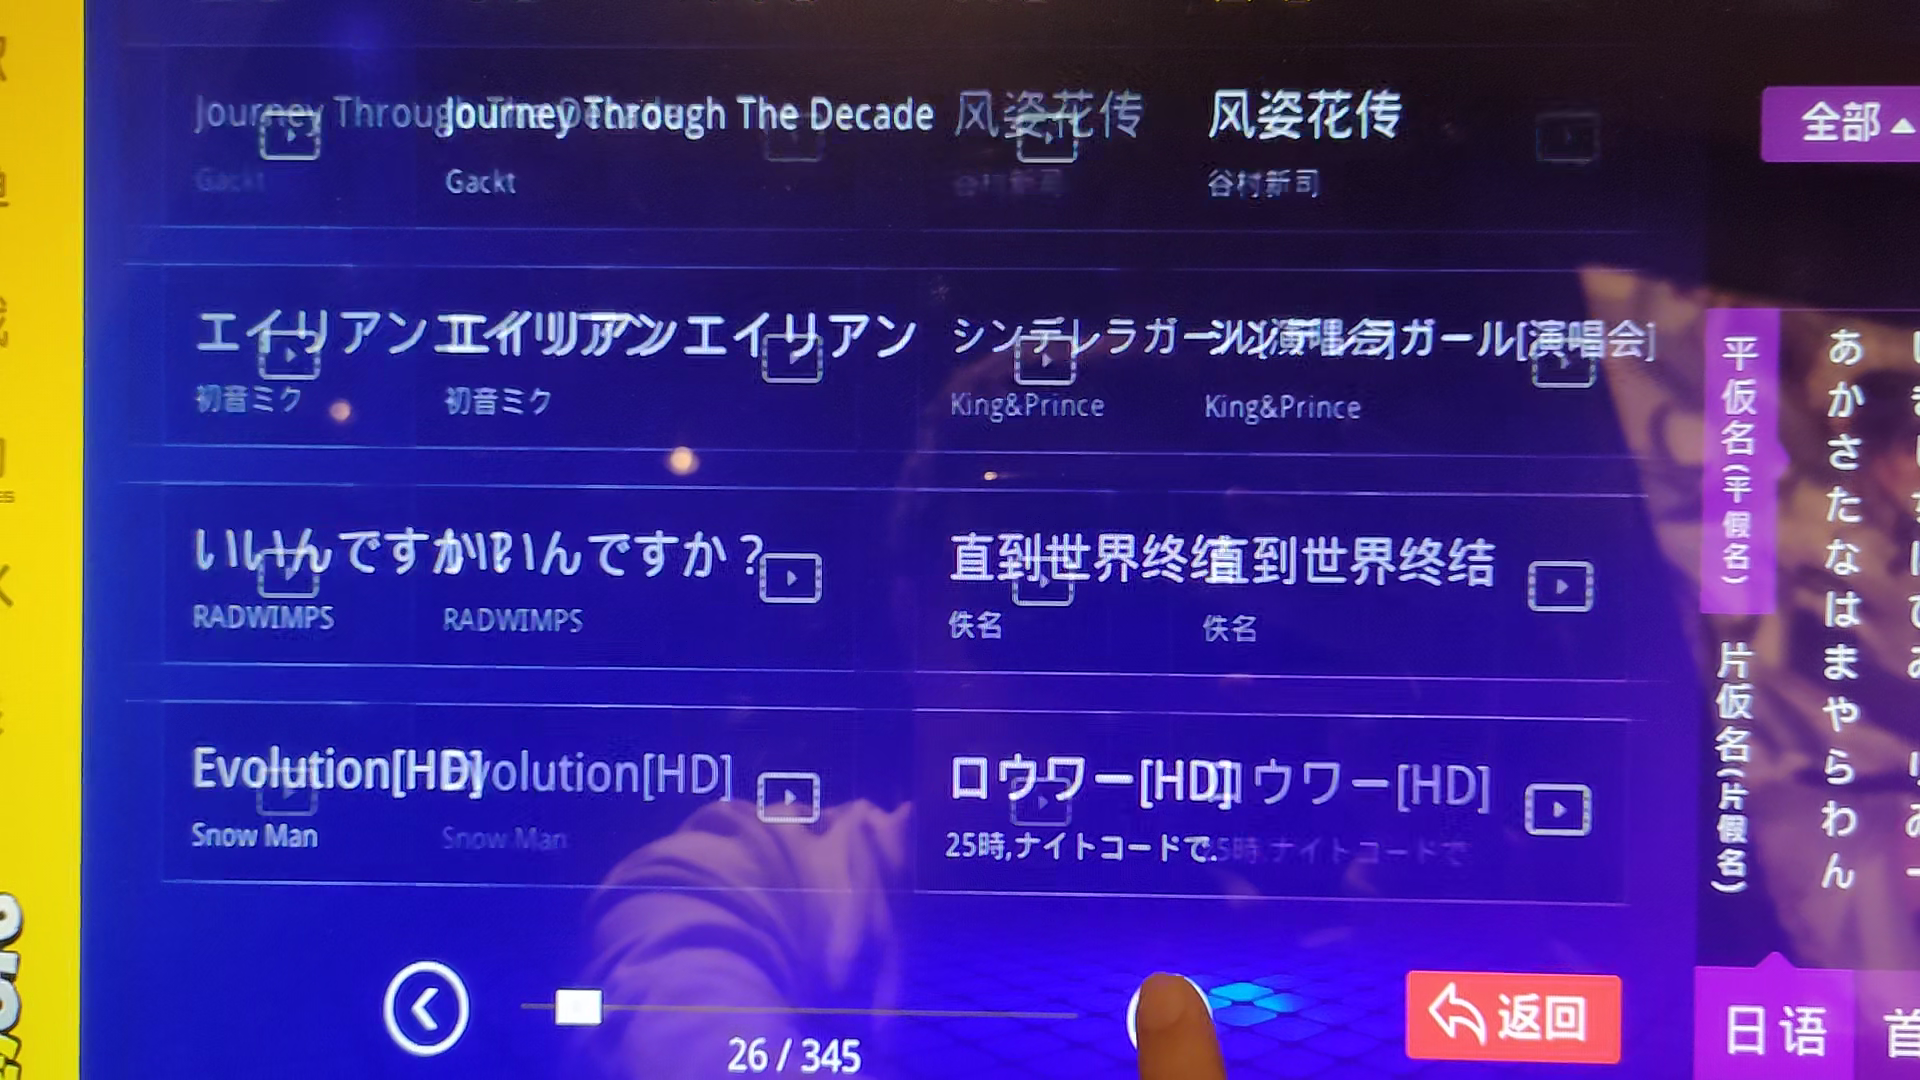 Journey Through The Decade
Gackt
风姿花传
谷村新司
全部
エイリアンエイリアン
初音ミク
シンデレラガール[演唱会]
King&Prince
いいんですか？
RADWIMPS
直到世界终结
佚名
Evolution[HD]
Snow Man
ロウワー[HD]
25時,ナイトコードで.
平仮名(平假名)
片仮名(片假名)
あかさたなはまやらわん
26 / 345
返回
日语
首